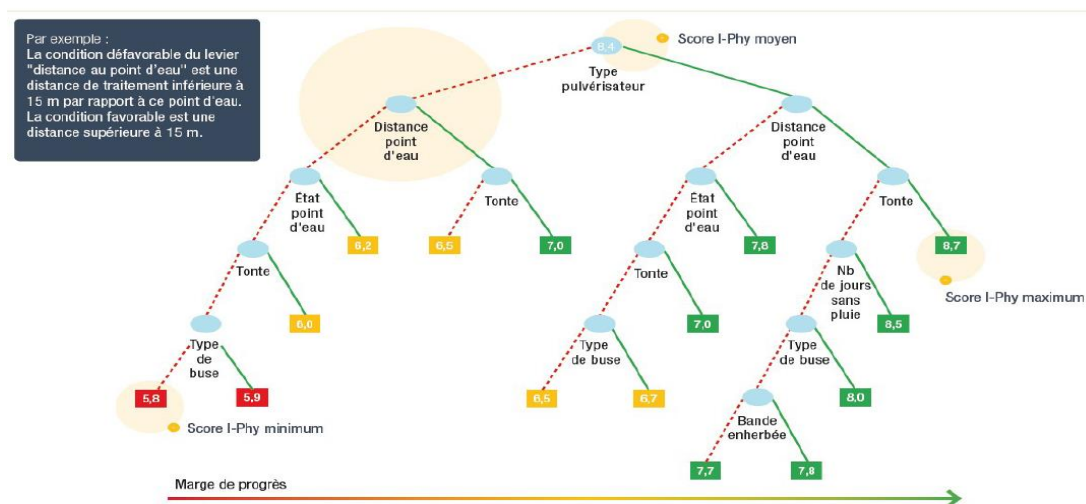 Par exemple :
La condition défavorable du levier
"distance au point d'eau" est une
distance de traitement inférieure à
15 m par rapport à ce point d'eau.
La condition favorable est une
distance supérieure à 15 m.
8,4
Score I-Phy moyen
Type
pulvérisateur
Distance
point
d'eau
Distance
point
d'eau
État
point
d'eau
Tonte
État
point
d'eau
Tonte
6,2
6,5
7,0
7,8
8,7
Tonte
Tonte
Nb
de jours
sans
pluie
Score I-Phy maximum
6,0
7,0
8,5
Type
de
buse
Type
de buse
Type
de buse
5,8
5,9
6,5
6,7
8,0
Score I-Phy minimum
Bande
enherbée
7,7
7,8
Marge de progrès